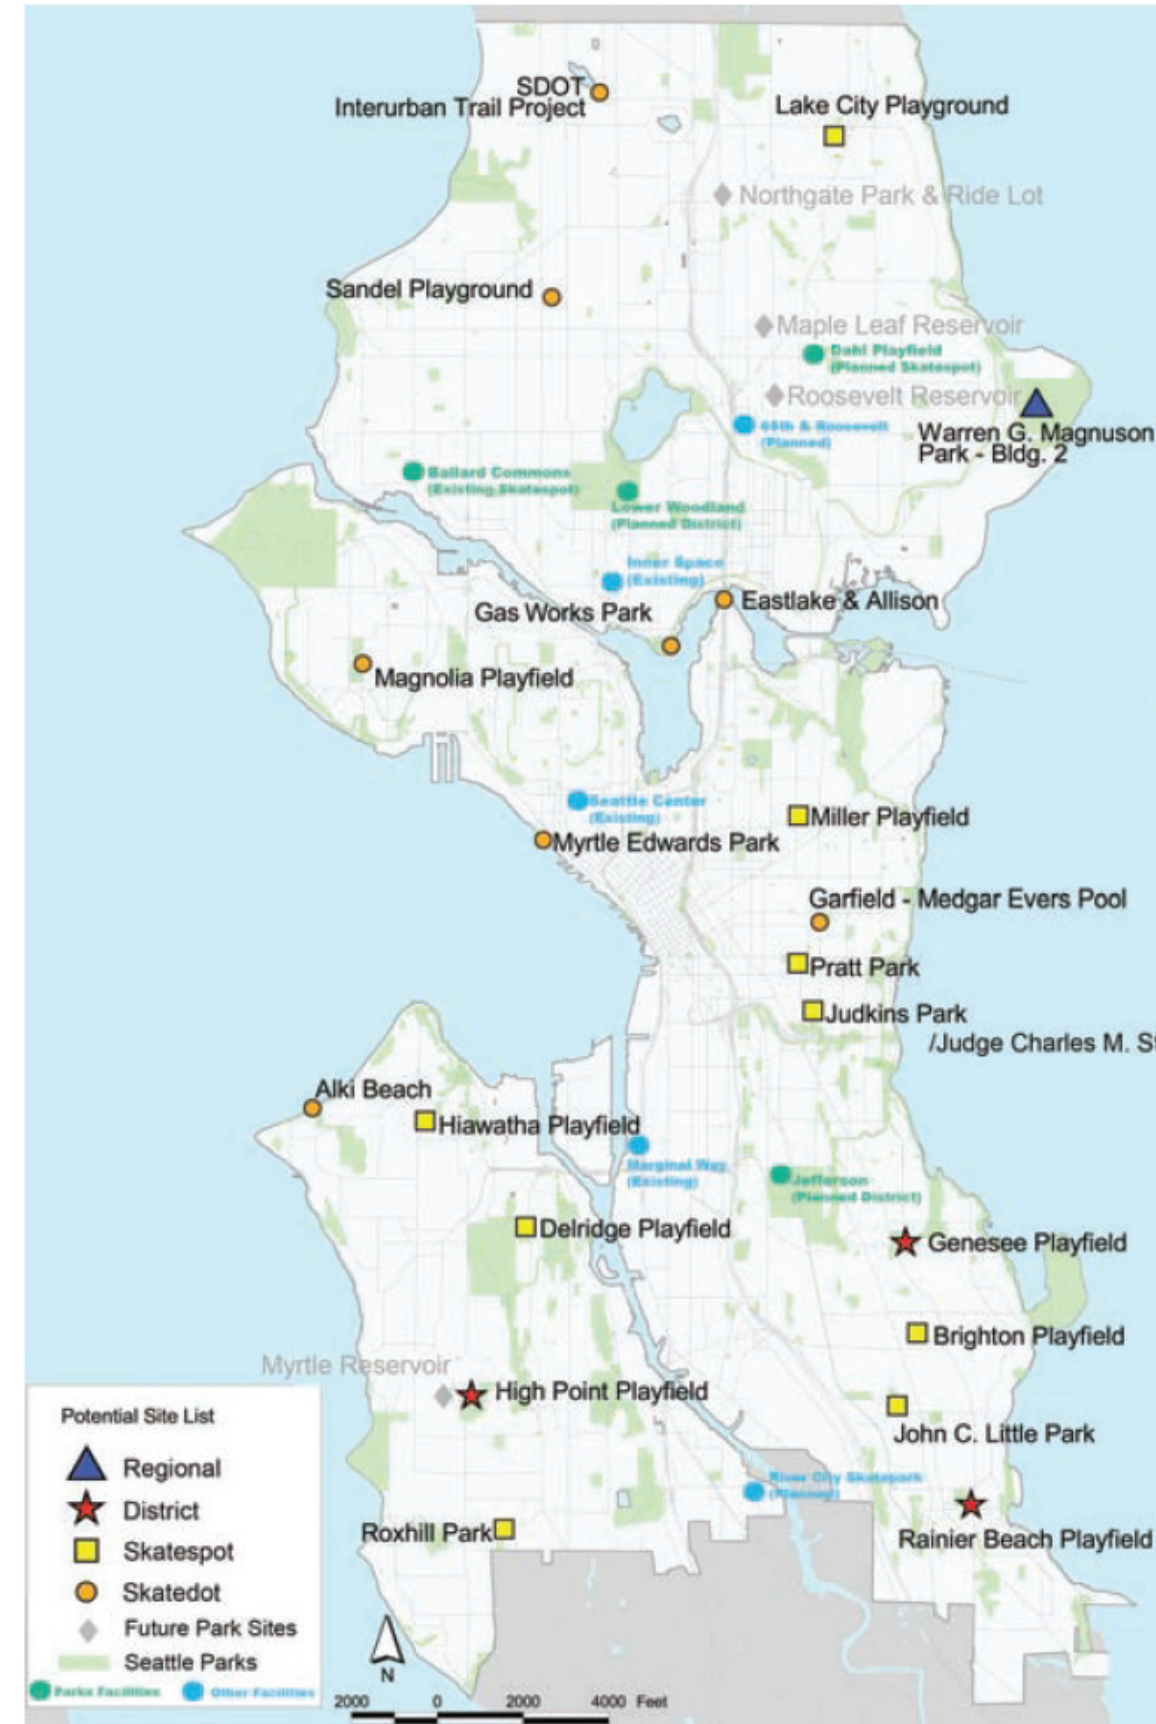 SDOT
Interurban Trail Project
Lake City Playground
Northgate Park & Ride Lot
Sandel Playground
Maple Leaf Reservoir
Dahl Playfield
(Planned Skatespot)
Roosevelt Reservoir
65th & Roosevelt
(Planned)
Warren G. Magnuson
Park - Bldg. 2
Ballard Commons
(Existing Skatespot)
Lower Woodland
(Planned District)
Inner Space
(Existing)
Eastlake & Allison
Gas Works Park
Magnolia Playfield
Seattle Center
(Existing)
Miller Playfield
Myrtle Edwards Park
Garfield - Medgar Evers Pool
Pratt Park
Judkins Park
/Judge Charles M. St
Alki Beach
Hiawatha Playfield
Marginal Way
(Existing)
Jefferson
(Planned District)
Delridge Playfield
Genesee Playfield
Brighton Playfield
Myrtle Reservoir
High Point Playfield
John C. Little Park
River City Skatepark
(Planned)
Roxhill Park
Rainier Beach Playfield
Potential Site List
Regional
District
Skatespot
Skatedot
Future Park Sites
Seattle Parks
Parks Facilities
Other Facilities
N
2000 0 2000 4000 Feet